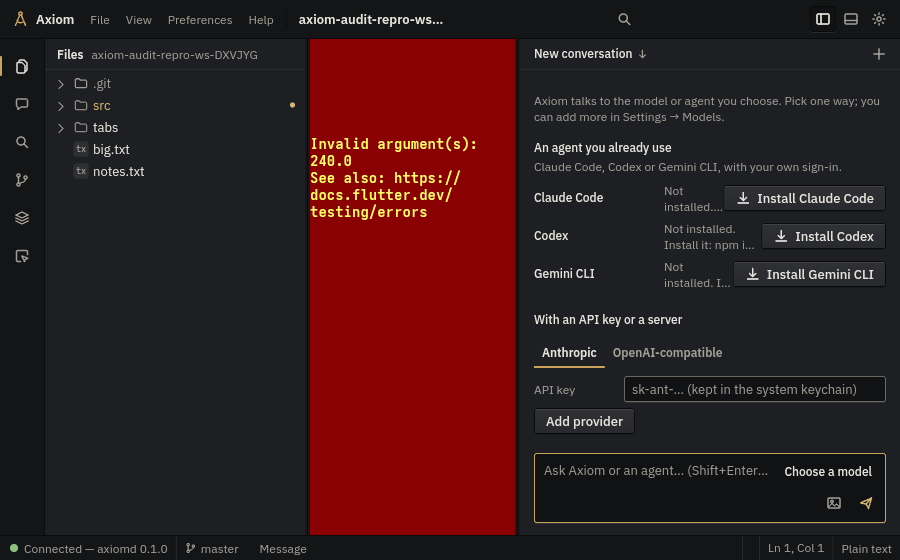 Axiom File View Preferences Help axiom-audit-repro-ws...
Files axiom-audit-repro-ws-DXVJYG
.git
src
tabs
tx big.txt
tx notes.txt
Invalid argument(s):
240.0
See also: https://
docs.flutter.dev/
testing/errors
New conversation ↓
Axiom talks to the model or agent you choose. Pick one way; you
can add more in Settings → Models.
An agent you already use
Claude Code, Codex or Gemini CLI, with your own sign-in.
Claude Code Not
installed.... Install Claude Code
Codex Not installed.
Install it: npm i... Install Codex
Gemini CLI Not
installed. I... Install Gemini CLI
With an API key or a server
Anthropic OpenAI-compatible
API key sk-ant-... (kept in the system keychain)
Add provider
Ask Axiom or an agent... (Shift+Enter... Choose a model
Connected — axiomd 0.1.0 master Message Ln 1, Col 1 Plain text